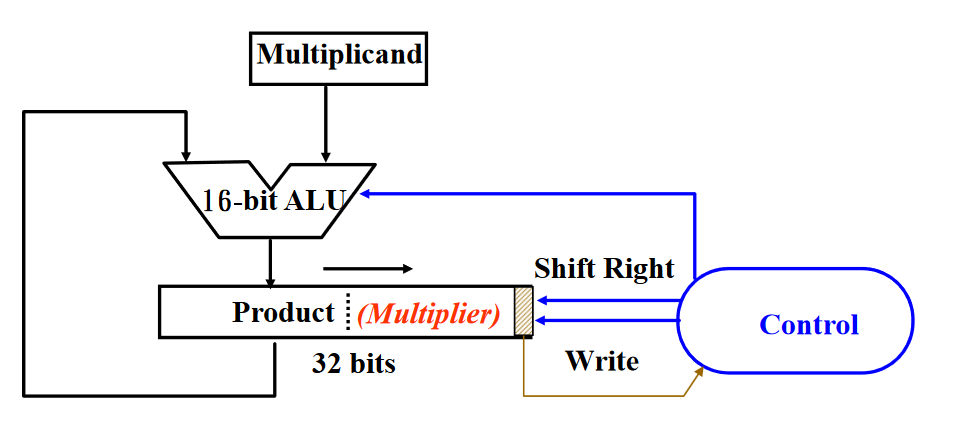 Multiplicand
16-bit ALU
Shift Right
Product (Multiplier)
Control
32 bits
Write